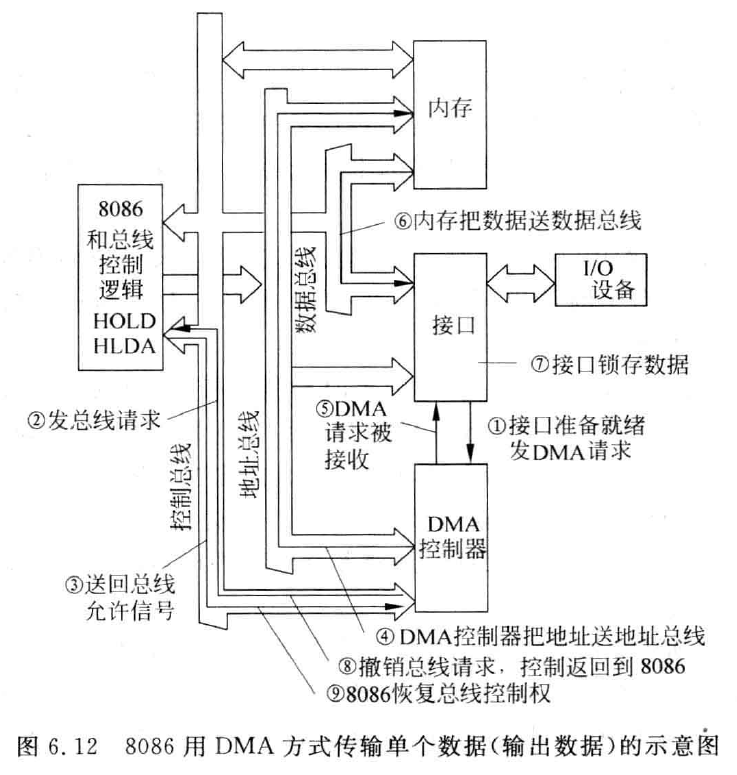 内存
8086
和总线
控制
逻辑
HOLD
HLDA
⑥内存把数据送数据总线
数据总线
接口
I/O
设备
⑦接口锁存数据
②发总线请求
⑤DMA
请求被
接收
①接口准备就绪
发DMA请求
地址总线
控制总线
DMA
控制器
③送回总线
允许信号
④DMA控制器把地址送地址总线
⑧撤销总线请求，控制返回到8086
⑨8086恢复总线控制权
图 6.12 8086 用 DMA 方式传输单个数据(输出数据)的示意图